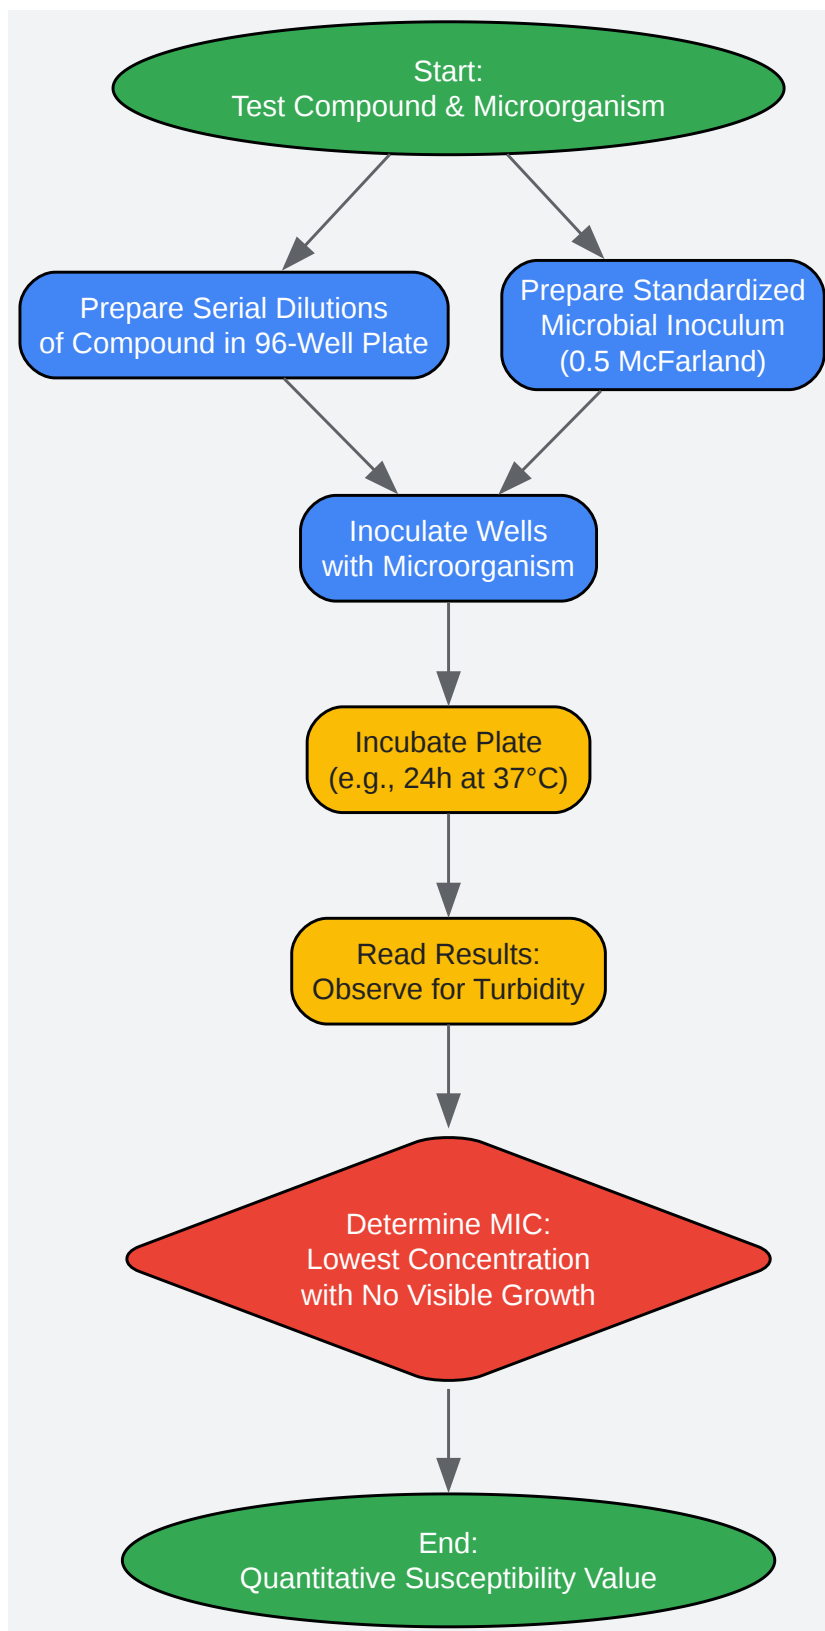 Start:
Test Compound & Microorganism
Prepare Serial Dilutions
of Compound in 96-Well Plate
Prepare Standardized
Microbial Inoculum
(0.5 McFarland)
Inoculate Wells
with Microorganism
Incubate Plate
(e.g., 24h at 37°C)
Read Results:
Observe for Turbidity
Determine MIC:
Lowest Concentration
with No Visible Growth
End:
Quantitative Susceptibility Value